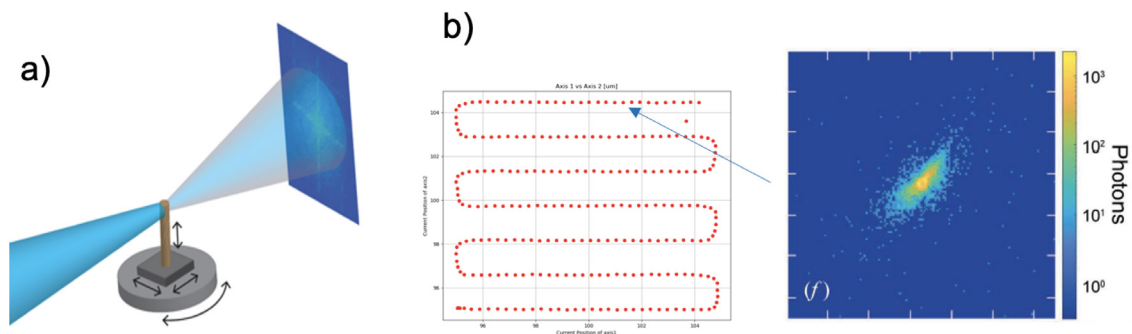 a)
b)
Axis 1 vs Axis 2 [um]
Current Position of axis2
104
102
100
98
96
96
98
100
102
104
Current Position of axis1
(f)
10³
10²
10¹
10⁰
Photons